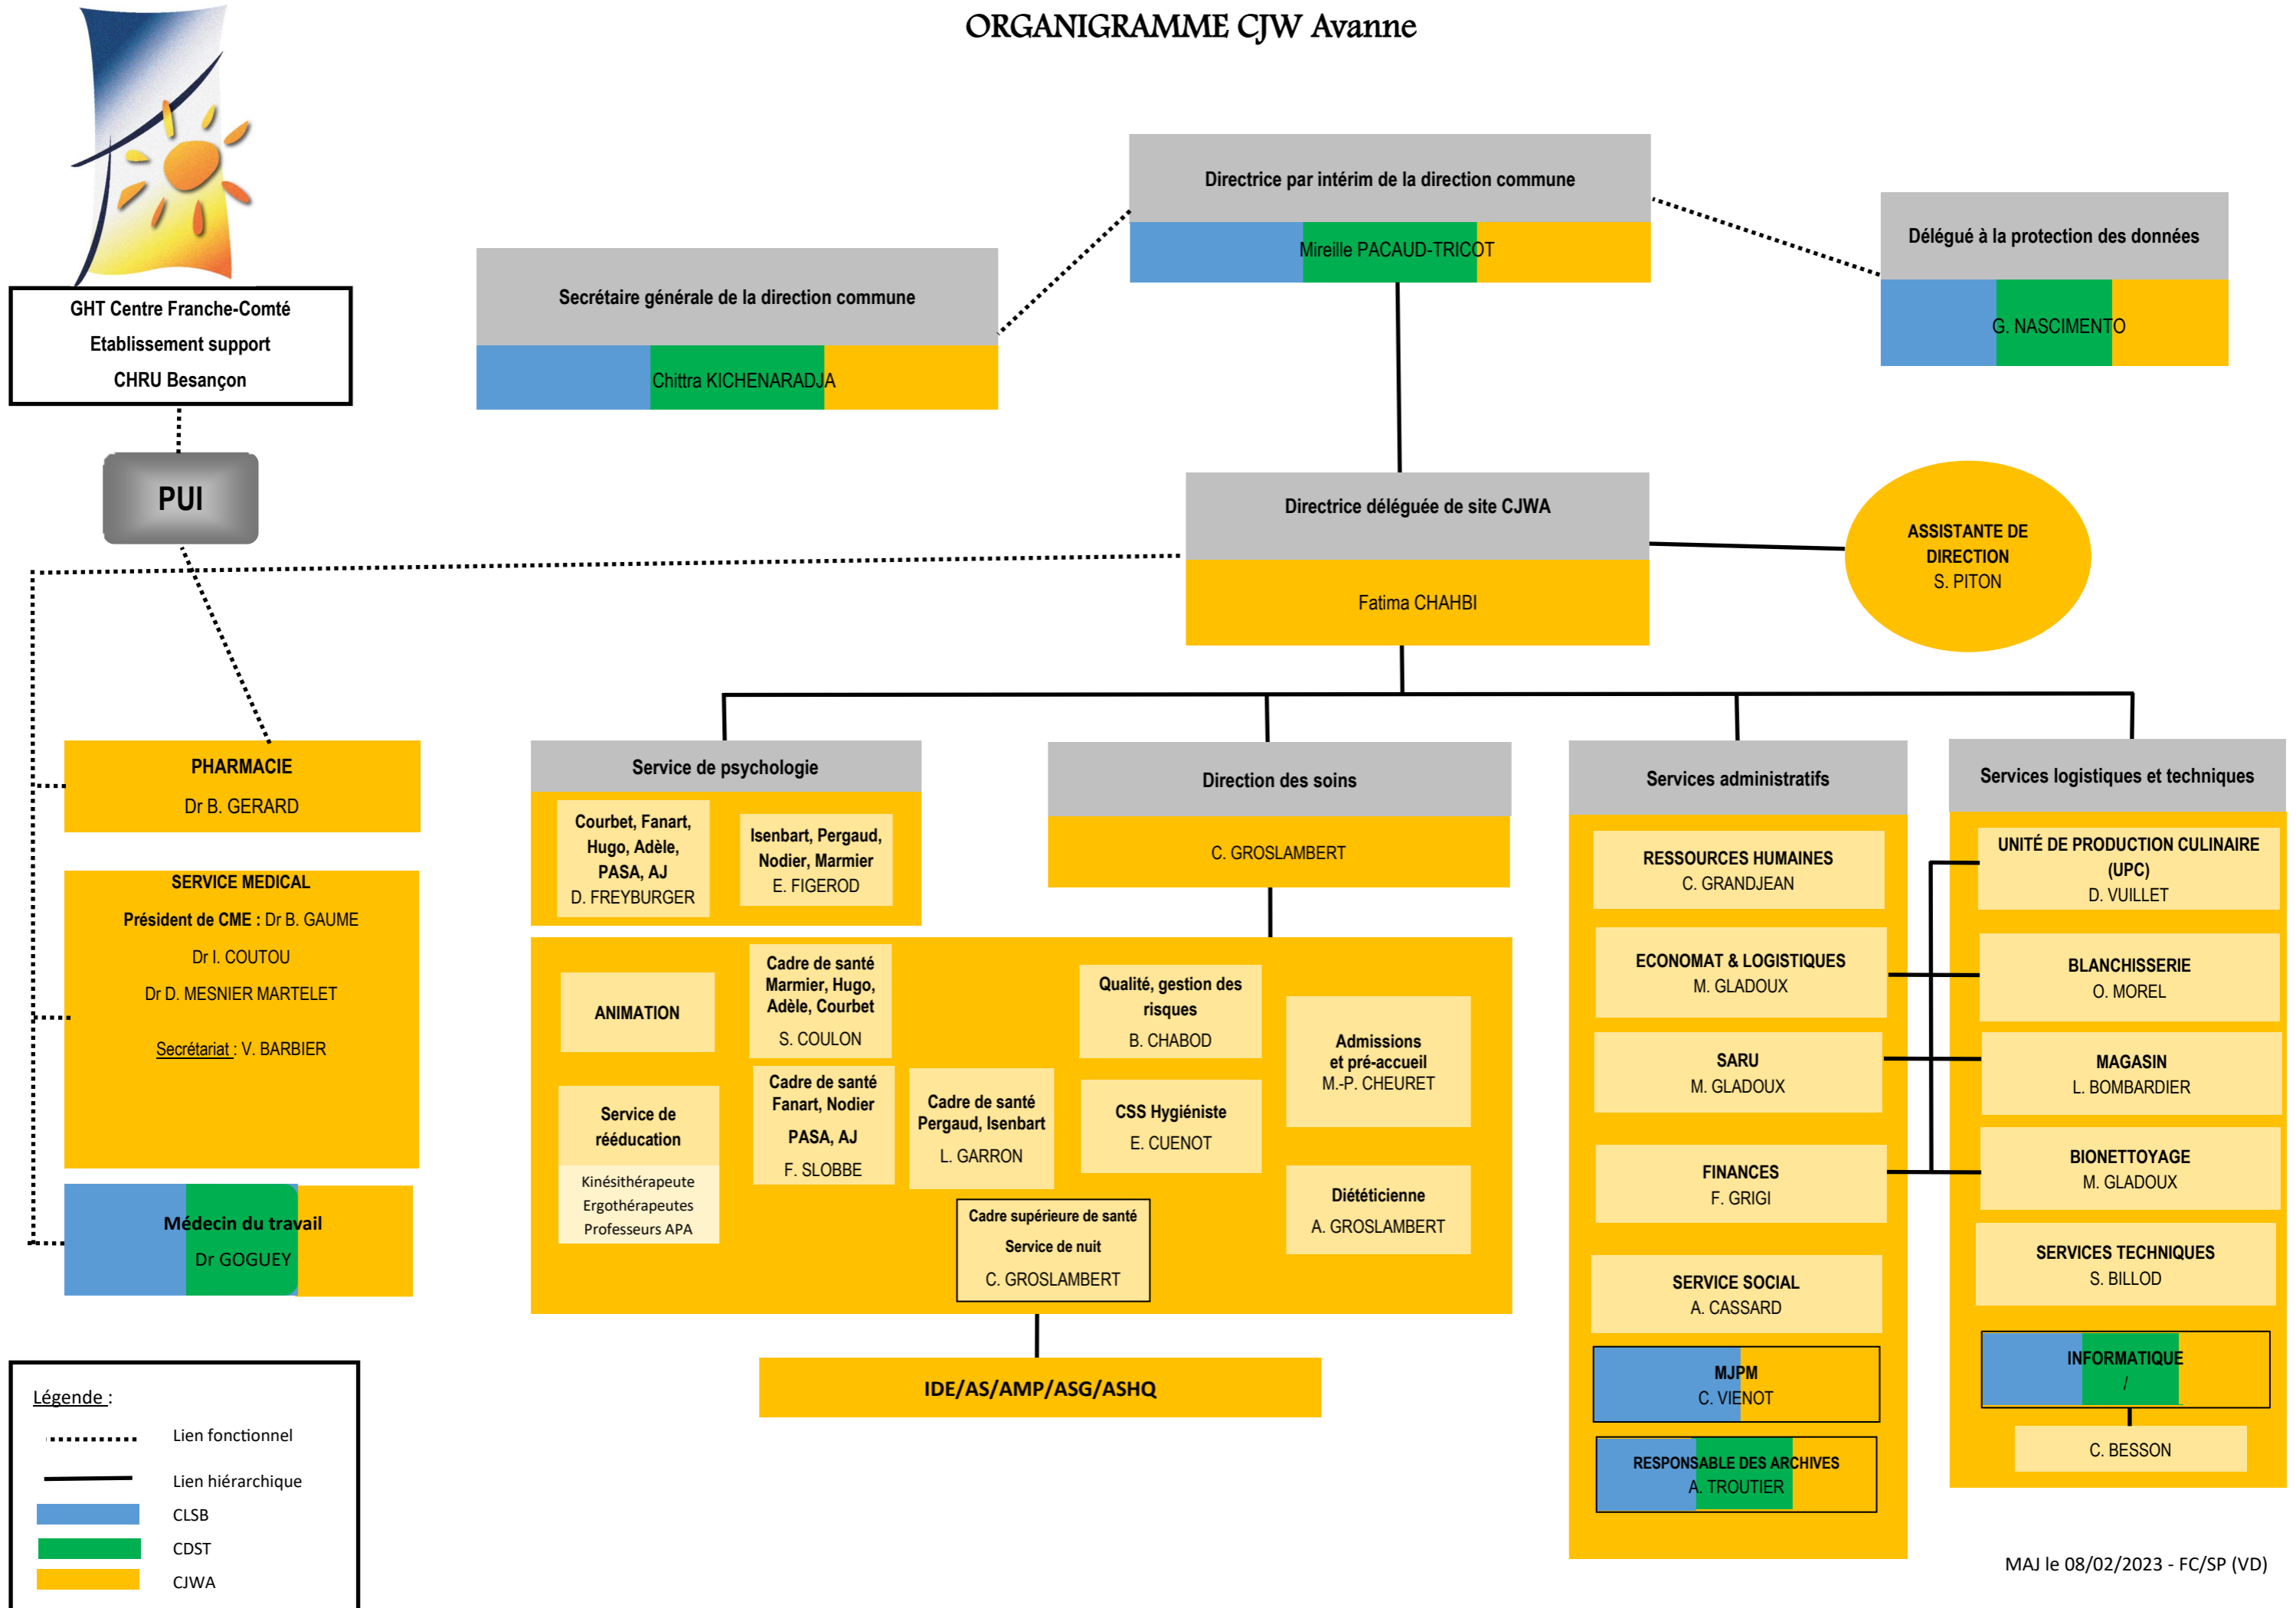 ORGANIGRAMME CJW Avanne
GHT Centre Franche-Comté
Etablissement support
CHRU Besançon
PUI
Secrétaire générale de la direction commune
Chittra KICHENARADJA
Directrice par intérim de la direction commune
Mireille PACAUD-TRICOT
Délégué à la protection des données
G. NASCIMENTO
Directrice déléguée de site CJWA
Fatima CHAHBI
ASSISTANTE DE
DIRECTION
S. PITON
PHARMACIE
Dr B. GERARD
SERVICE MEDICAL
Président de CME : Dr B. GAUME
Dr I. COUTOU
Dr D. MESNIER MARTELET
Secrétariat : V. BARBIER
Médecin du travail
Dr GOGUEY
Service de psychologie
Courbet, Fanart,
Hugo, Adèle,
PASA, AJ
D. FREYBURGER
Isenbart, Pergaud,
Nodier, Marmier
E. FIGEROD
Direction des soins
C. GROSLAMBERT
ANIMATION
Service de
rééducation
Kinésithérapeute
Ergothérapeutes
Professeurs APA
Cadre de santé
Marmier, Hugo,
Adèle, Courbet
S. COULON
Cadre de santé
Fanart, Nodier
PASA, AJ
F. SLOBBE
Cadre de santé
Pergaud, Isenbart
L. GARRON
Qualité, gestion des
risques
B. CHABOD
CSS Hygiéniste
E. CUENOT
Admissions
et pré-accueil
M.-P. CHEURET
Diététicienne
A. GROSLAMBERT
Cadre supérieure de santé
Service de nuit
C. GROSLAMBERT
IDE/AS/AMP/ASG/ASHQ
Services administratifs
RESSOURCES HUMAINES
C. GRANDJEAN
ECONOMAT & LOGISTIQUES
M. GLADOUX
SARU
M. GLADOUX
FINANCES
F. GRIGI
SERVICE SOCIAL
A. CASSARD
MJPM
C. VIENOT
RESPONSABLE DES ARCHIVES
A. TROUTIER
Services logistiques et techniques
UNITÉ DE PRODUCTION CULINAIRE
(UPC)
D. VUILLET
BLANCHISSERIE
O. MOREL
MAGASIN
L. BOMBARDIER
BIONETTOYAGE
M. GLADOUX
SERVICES TECHNIQUES
S. BILLOD
INFORMATIQUE
/
C. BESSON
Légende :
Lien fonctionnel
Lien hiérarchique
CLSB
CDST
CJWA
MAJ le 08/02/2023 - FC/SP (VD)